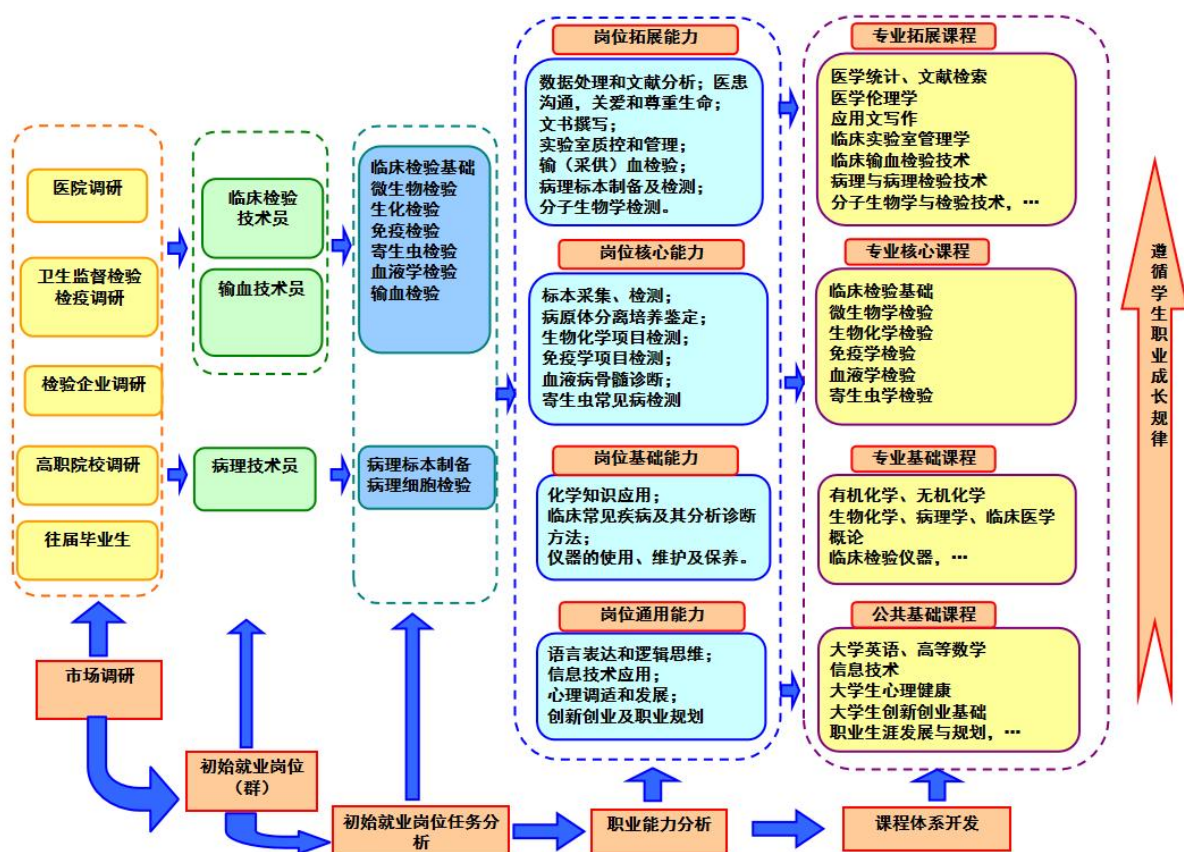 医院调研
卫生监督检验
检疫调研
检验企业调研
高职院校调研
往届毕业生
市场调研
临床检验
技术员
输血技术员
病理技术员
初始就业岗位
（群）
临床检验基础
微生物检验
生化检验
免疫检验
寄生虫检验
血液学检验
输血检验
病理标本制备
病理细胞检验
初始就业岗位任务分
析
岗位拓展能力
数据处理和文献分析；医患
沟通，关爱和尊重生命；
文书撰写；
实验室质控和管理；
输（采供）血检验；
病理标本制备及检测；
分子生物学检测。
岗位核心能力
标本采集、检测；
病原体分离培养鉴定；
生物化学项目检测；
免疫学项目检测；
血液病骨髓诊断；
寄生虫常见病检测
岗位基础能力
化学知识应用；
临床常见疾病及其分析诊断
方法；
仪器的使用、维护及保养。
岗位通用能力
语言表达和逻辑思维；
信息技术应用；
心理调适和发展；
创新创业及职业规划
职业能力分析
专业拓展课程
医学统计、文献检索
医学伦理学
应用文写作
临床实验室管理学
临床输血检验技术
病理与病理检验技术
分子生物学与检验技术，…
专业核心课程
临床检验基础
微生物学检验
生物化学检验
免疫学检验
血液学检验
寄生虫学检验
专业基础课程
有机化学、无机化学
生物化学、病理学、临床医学
概论
临床检验仪器，…
公共基础课程
大学英语、高等数学
信息技术
大学生心理健康
大学生创新创业基础
职业生涯发展与规划，…
课程体系开发
遵循学生职业成长规律